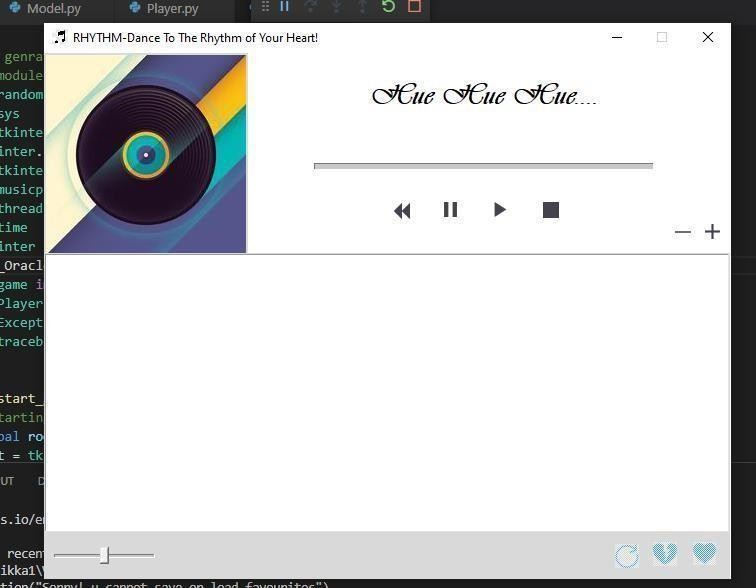 Model.py
Player.py
RHYTHM-Dance To The Rhythm of Your Heart!
genra
module
random
sys
tkinte
inter.
tkinte
musicp
thread
time
inter
_Oracl
game i
Player
Except
traceb
Hue Hue Hue....
start_
tartin
bal ro
t = tk
UT
s.io/e
recen
ikka1\
tion("Sorry! u cannot save on load favourites")